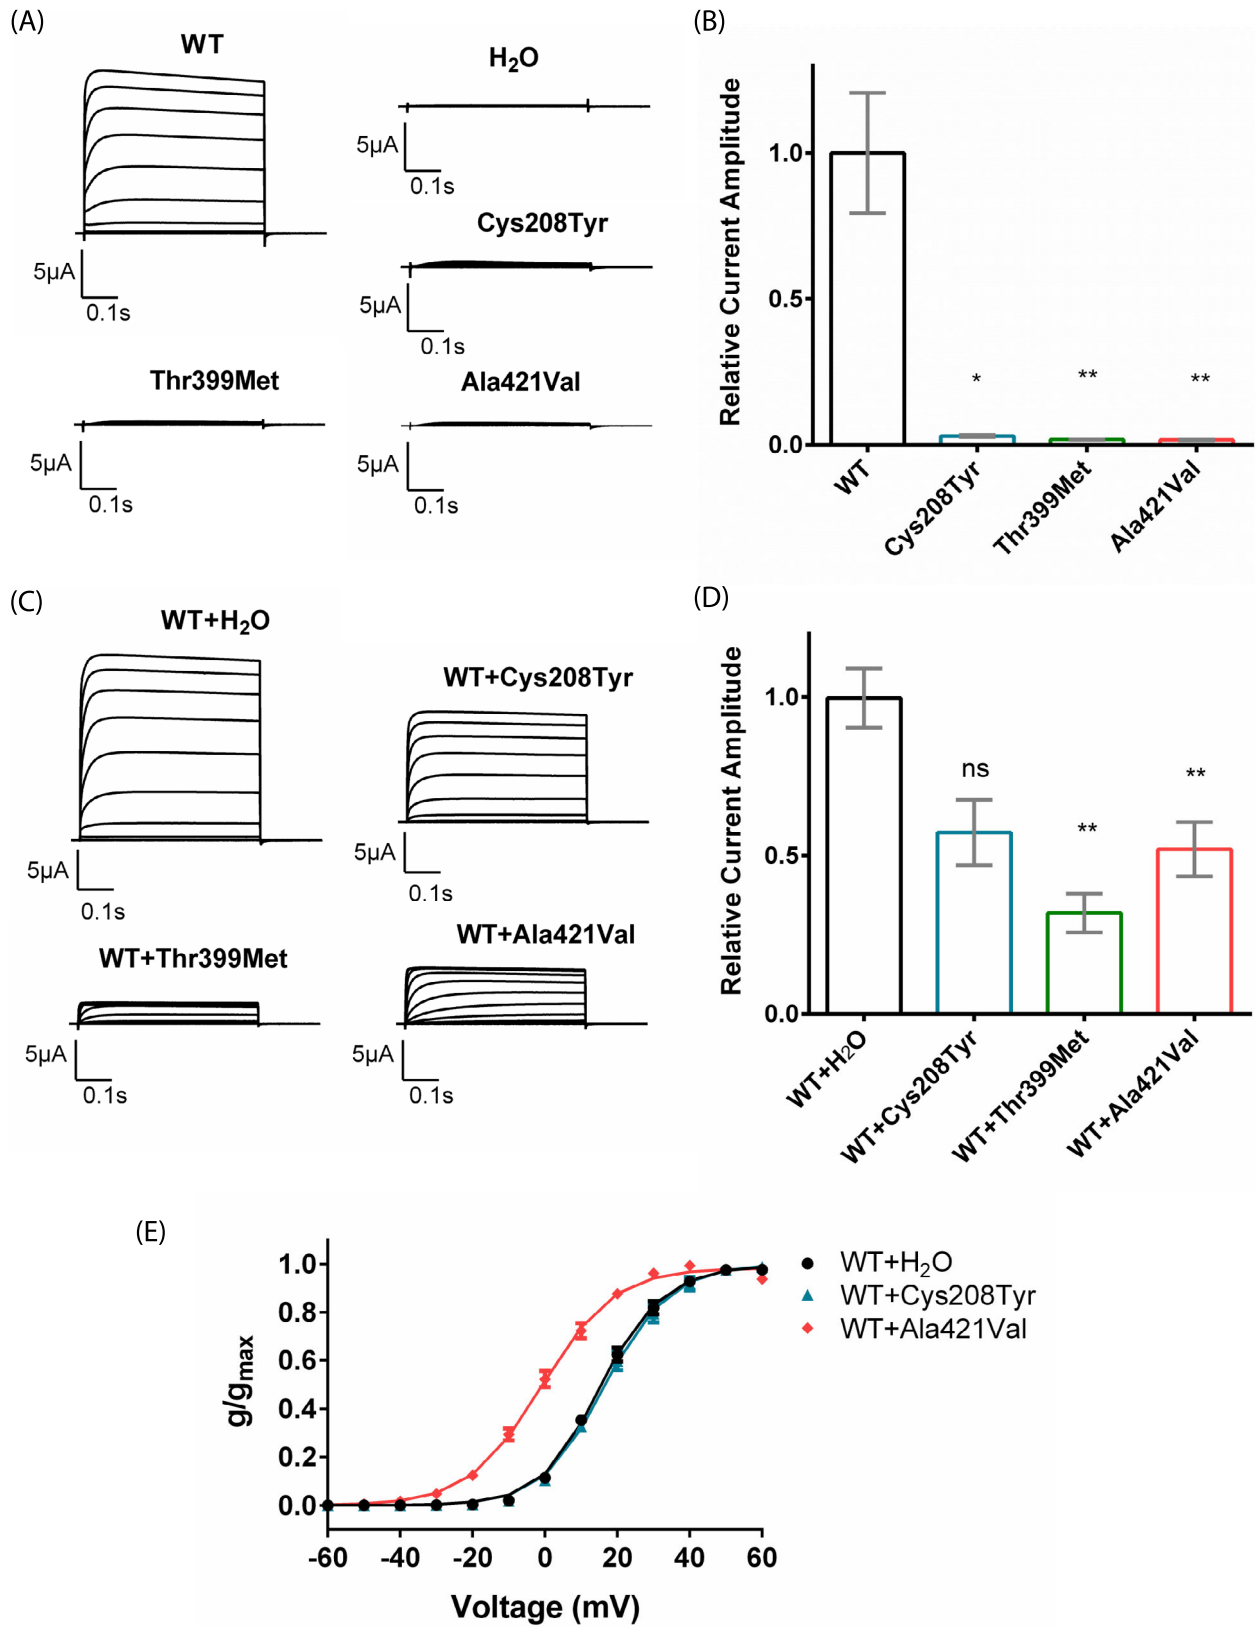 (A)
WT
5µA
0.1s
H₂O
5µA
0.1s
Cys208Tyr
5µA
0.1s
Thr399Met
5µA
0.1s
Ala421Val
5µA
0.1s
(B)
Relative Current Amplitude
1.0
0.5
0.0
*
**
**
WT
Cys208Tyr
Thr399Met
Ala421Val
(C)
WT+H₂O
5µA
0.1s
WT+Cys208Tyr
5µA
0.1s
WT+Thr399Met
5µA
0.1s
WT+Ala421Val
5µA
0.1s
(D)
Relative Current Amplitude
1.0
0.5
0.0
ns
**
**
WT+H₂O
WT+Cys208Tyr
WT+Thr399Met
WT+Ala421Val
(E)
g/gmax
1.0
0.8
0.6
0.4
0.2
0.0
-60 -40 -20 0 20 40 60
Voltage (mV)
WT+H₂O
WT+Cys208Tyr
WT+Ala421Val